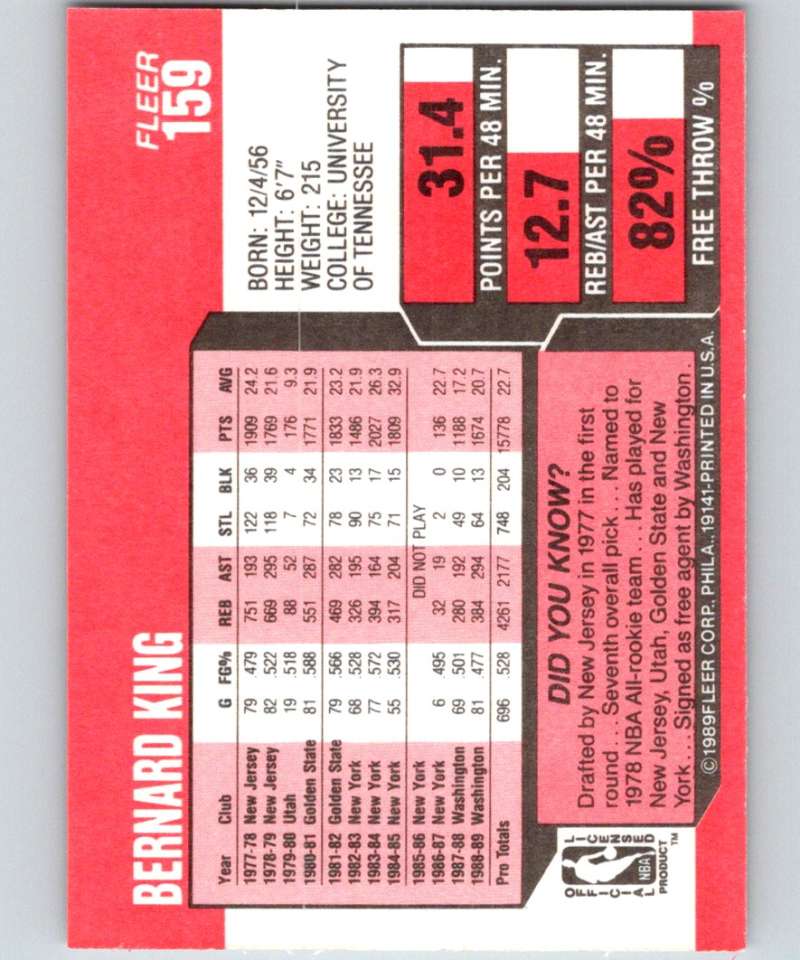 BERNARD KING
FLEER
159
Year Club G FG% REB AST STL BLK PTS AVG
1977-78 New Jersey 79 .479 751 193 122 36 1909 24.2
1978-79 New Jersey 82 .522 669 295 118 39 1769 21.6
1979-80 Utah 19 .518 88 52 7 4 176 9.3
1980-81 Golden State 81 .588 551 287 72 34 1771 21.9
1981-82 Golden State 79 .566 469 282 78 23 1833 23.2
1982-83 New York 68 .528 326 195 90 13 1486 21.9
1983-84 New York 77 .572 394 164 75 17 2027 26.3
1984-85 New York 55 .530 317 204 71 15 1809 32.9
1985-86 New York DID NOT PLAY
1986-87 New York 6 .495 32 19 2 0 136 22.7
1987-88 Washington 69 .501 280 192 49 10 1188 17.2
1988-89 Washington 81 .477 384 294 64 13 1674 20.7
Pro Totals 696 .528 4261 2177 748 204 15778 22.7
BORN: 12/4/56
HEIGHT: 6'7"
WEIGHT: 215
COLLEGE: UNIVERSITY
OF TENNESSEE
31.4
POINTS PER 48 MIN.
12.7
REB/AST PER 48 MIN.
82%
FREE THROW %
DID YOU KNOW?
Drafted by New Jersey in 1977 in the first
round . . . Seventh overall pick . . . Named to
1978 NBA All-rookie team . . . Has played for
New Jersey, Utah, Golden State and New
York . . . Signed as free agent by Washington.
OFFICIAL LICENSED
NBA
PRODUCT™
©1989 FLEER CORP., PHILA., 19141-PRINTED IN U.S.A.